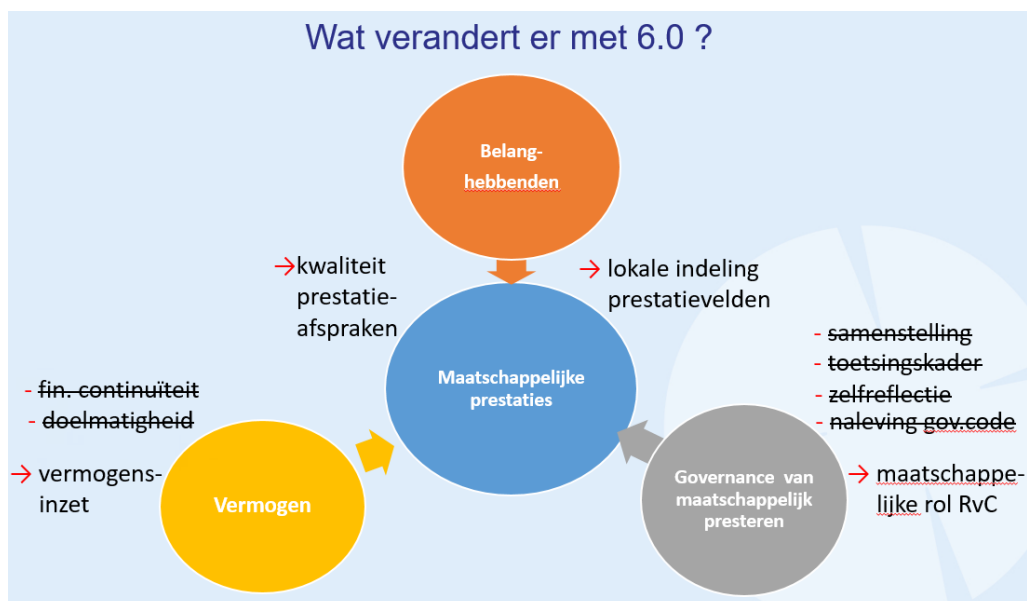 Wat verandert er met 6.0 ?
Belang-
hebbenden
→kwaliteit
prestatie-
afspraken
→ lokale indeling
prestatievelden
Maatschappelijke
prestaties
- fin. continuïteit
- doelmatigheid
→ vermogens-
inzet
Vermogen
- samenstelling
- toetsingskader
- zelfreflectie
- naleving gov.code
Governance van
maatschappelijk
presteren
→ maatschappe-
lijke rol RvC